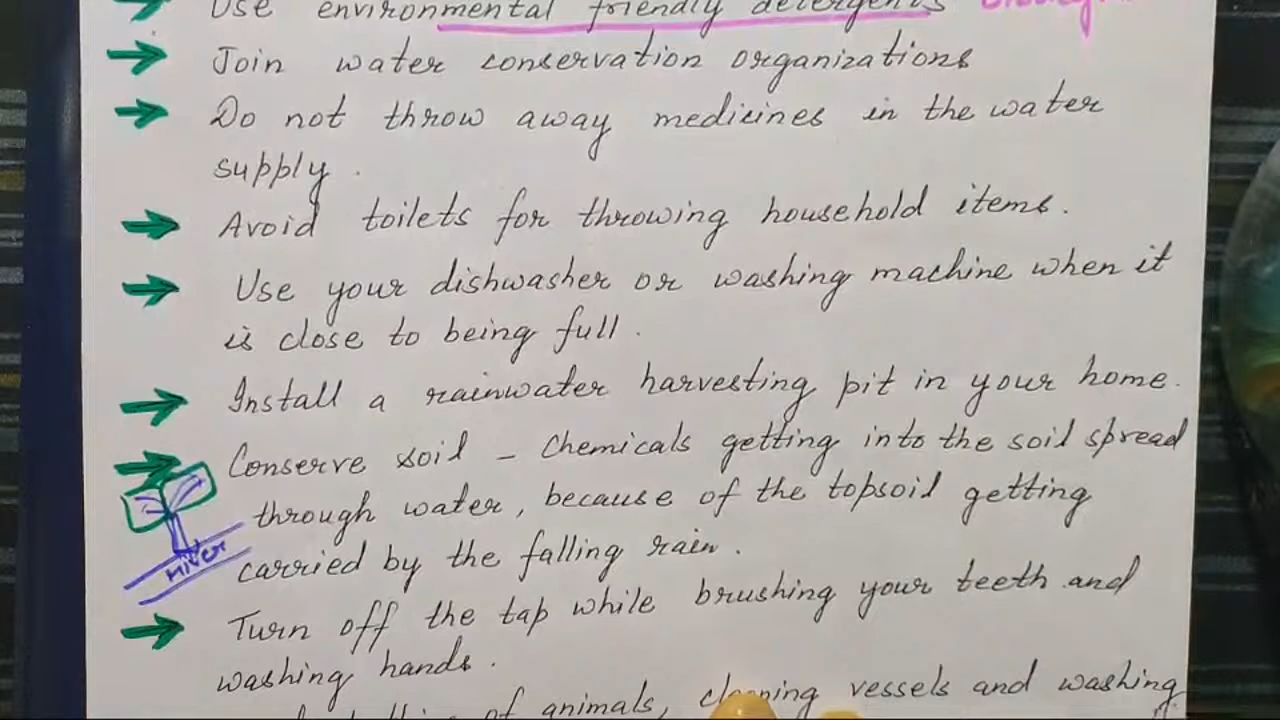 Use environmental friendly detergents
Join water conservation organizations
Do not throw away medicines in the water
supply.
Avoid toilets for throwing household items.
Use your dishwasher or washing machine when it
is close to being full.
Install a rainwater harvesting pit in your home.
Conserve soil - Chemicals getting into the soil spread
through water, because of the topsoil getting
carried by the falling rain.
river
Turn off the tap while brushing your teeth and
washing hands.
of animals, cleaning vessels and washing